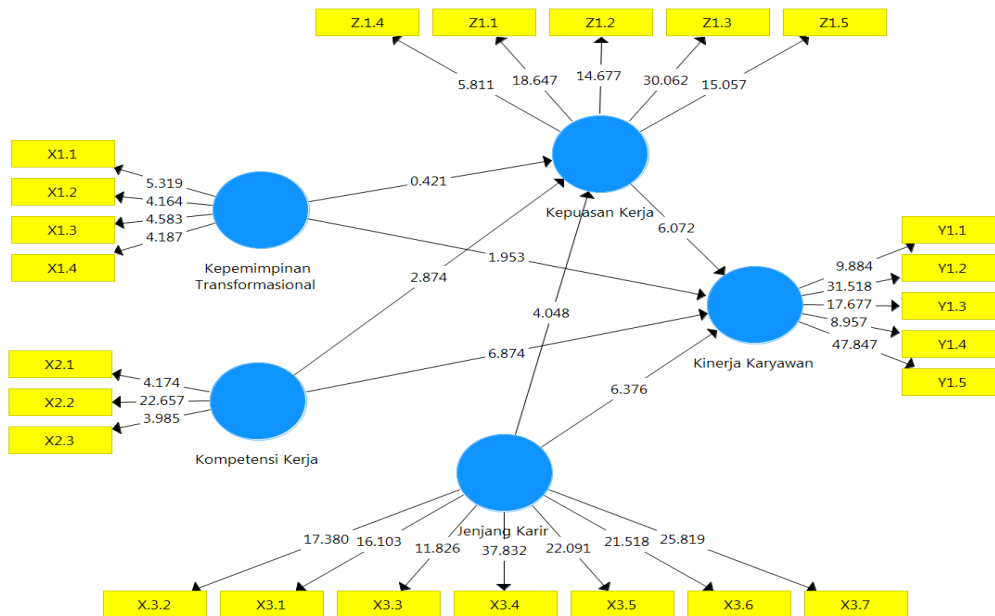 Z.1.4 Z1.1 Z1.2 Z1.3 Z1.5
5.811 18.647 14.677 30.062 15.057
X1.1
X1.2
X1.3
X1.4
5.319
4.164
4.583
4.187
Kepemimpinan
Transformasional
0.421
Kepuasan Kerja
6.072
1.953
2.874
4.048
Y1.1
Y1.2
Y1.3
Y1.4
Y1.5
9.884
31.518
17.677
8.957
47.847
Kinerja Karyawan
6.874
6.376
X2.1
X2.2
X2.3
4.174
22.657
3.985
Kompetensi Kerja
Jenjang Karir
17.380 16.103 11.826 37.832 22.091 21.518 25.819
X.3.2 X3.1 X3.3 X3.4 X3.5 X3.6 X3.7